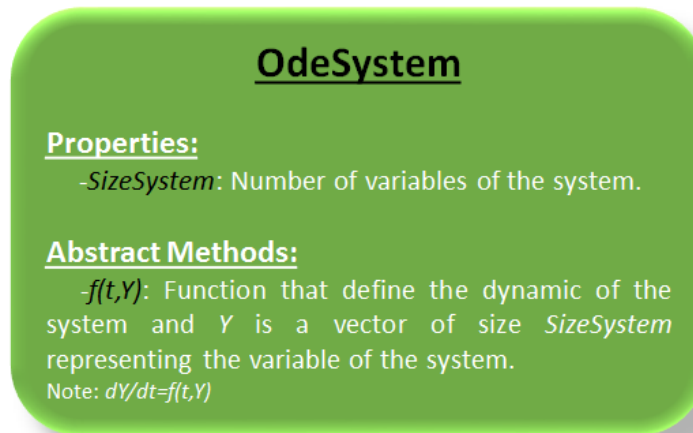 OdeSystem
Properties:
-SizeSystem: Number of variables of the system.
Abstract Methods:
-f(t,Y): Function that define the dynamic of the
system and Y is a vector of size SizeSystem
representing the variable of the system.
Note: dY/dt=f(t,Y)